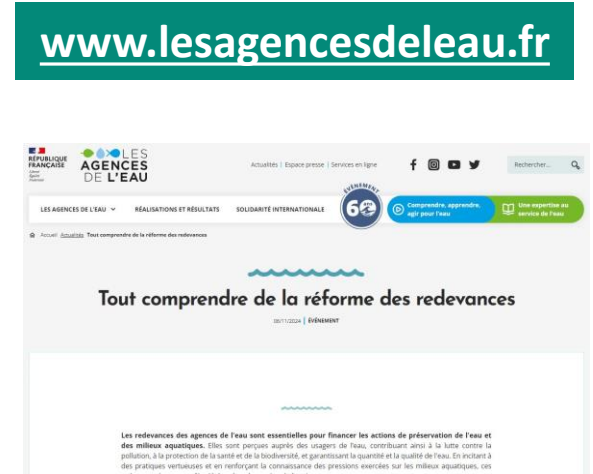 www.lesagencesdeleau.fr
RÉPUBLIQUE
FRANÇAISE
Liberté
Égalité
Fraternité
LES
AGENCES
DE L'EAU
Actualités | Espace presse | Services en ligne
Rechercher...
ÉVÉNEMENT
60 ans
LES AGENCES DE L'EAU
RÉALISATIONS ET RÉSULTATS
SOLIDARITÉ INTERNATIONALE
Comprendre, apprendre,
agir pour l'eau
Une expertise au
service de l'eau
Accueil Actualités Tout comprendre de la réforme des redevances
Tout comprendre de la réforme des redevances
/11/2024 | ÉVÉNEMENT
Les redevances des agences de l'eau sont essentielles pour financer les actions de préservation de l'eau et
des milieux aquatiques. Elles sont perçues auprès des usagers de l'eau, contribuant ainsi à la lutte contre la
pollution, à la protection de la santé et de la biodiversité, et garantissant la quantité et la qualité de l'eau. En incitant à
des pratiques vertueuses et en renforçant la connaissance des pressions exercées sur les milieux aquatiques, ces